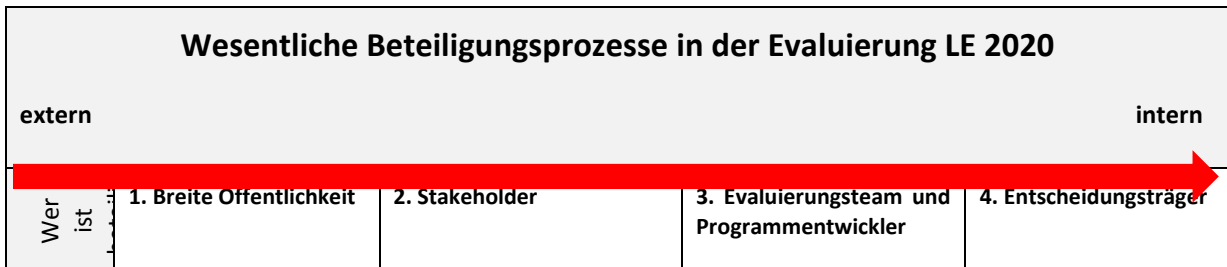 Wesentliche Beteiligungsprozesse in der Evaluierung LE 2020
extern
intern
Wer
ist
1. Breite Öffentlichkeit
2. Stakeholder
3. Evaluierungsteam und
Programmentwickler
4. Entscheidungsträger